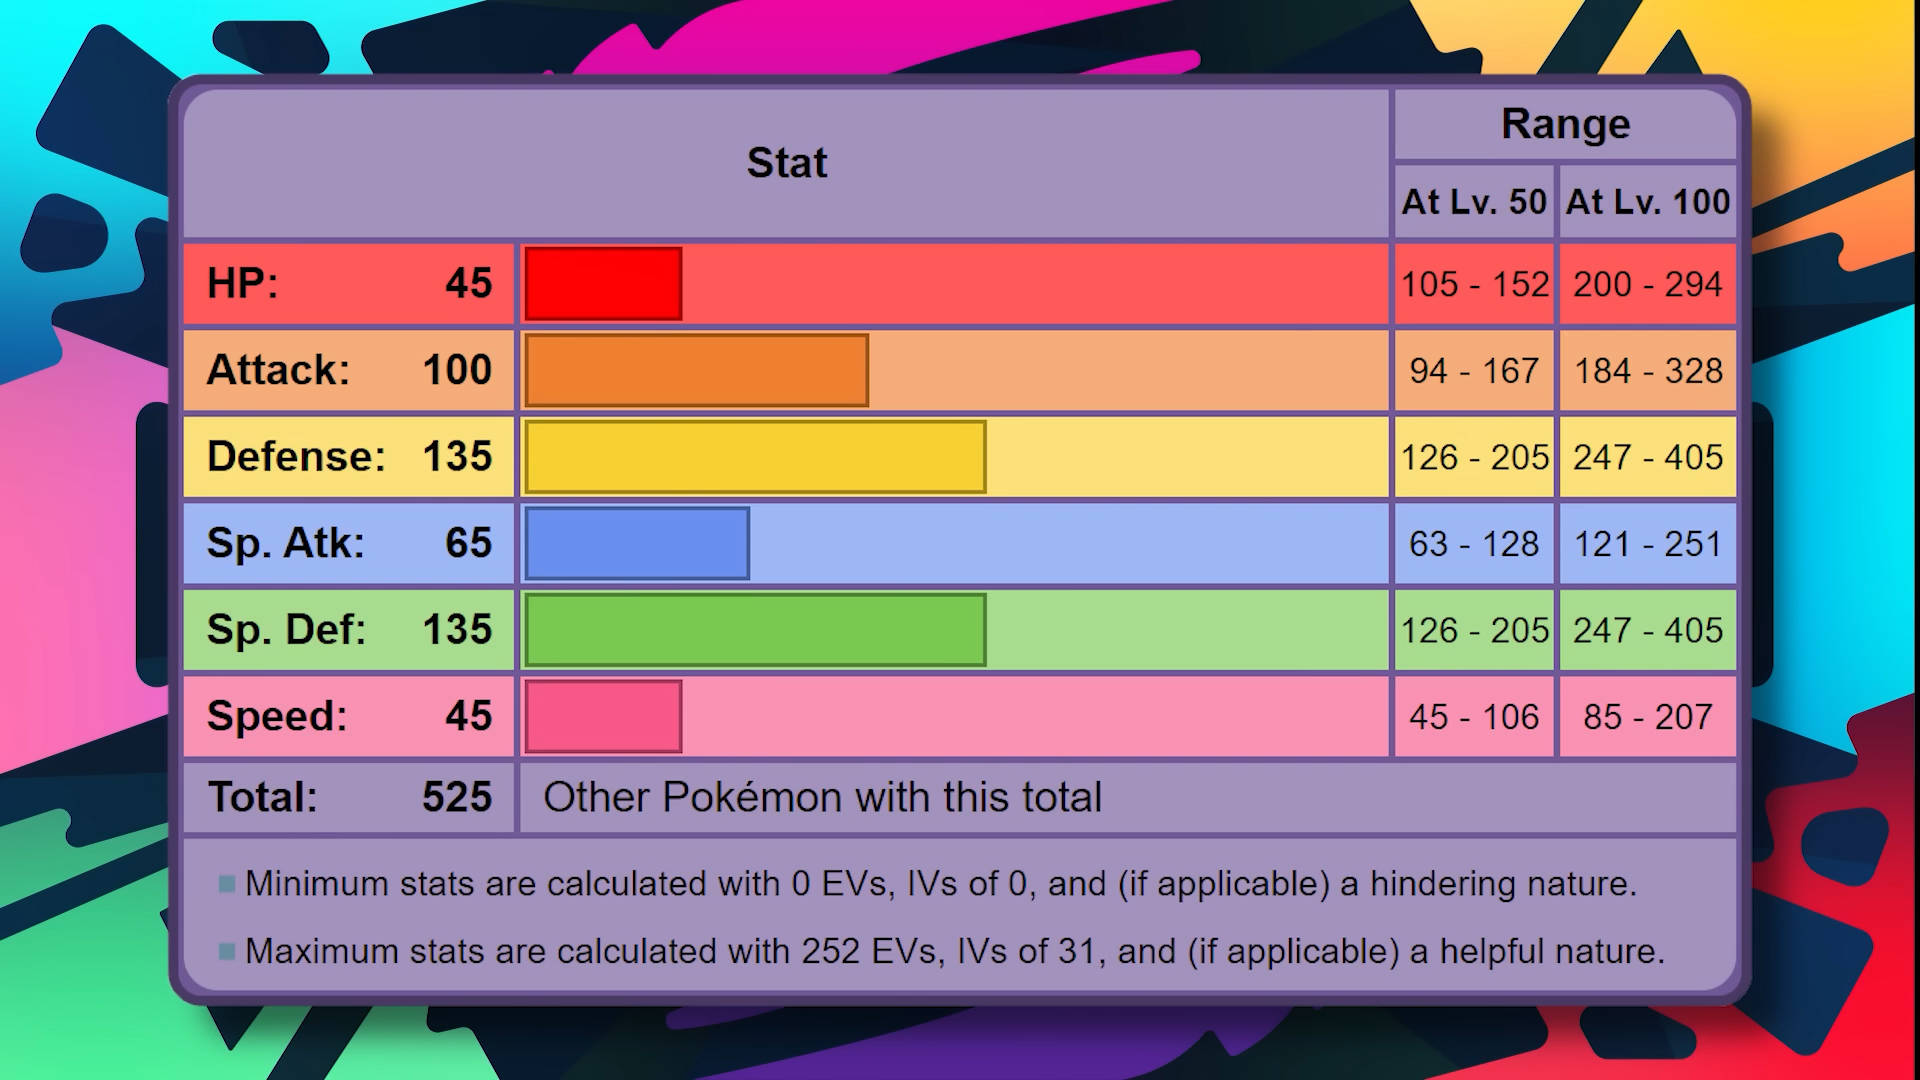 Stat
Range
At Lv. 50 At Lv. 100
HP: 45 105 - 152 200 - 294
Attack: 100 94 - 167 184 - 328
Defense: 135 126 - 205 247 - 405
Sp. Atk: 65 63 - 128 121 - 251
Sp. Def: 135 126 - 205 247 - 405
Speed: 45 45 - 106 85 - 207
Total: 525 Other Pokémon with this total
Minimum stats are calculated with 0 EVs, IVs of 0, and (if applicable) a hindering nature.
Maximum stats are calculated with 252 EVs, IVs of 31, and (if applicable) a helpful nature.